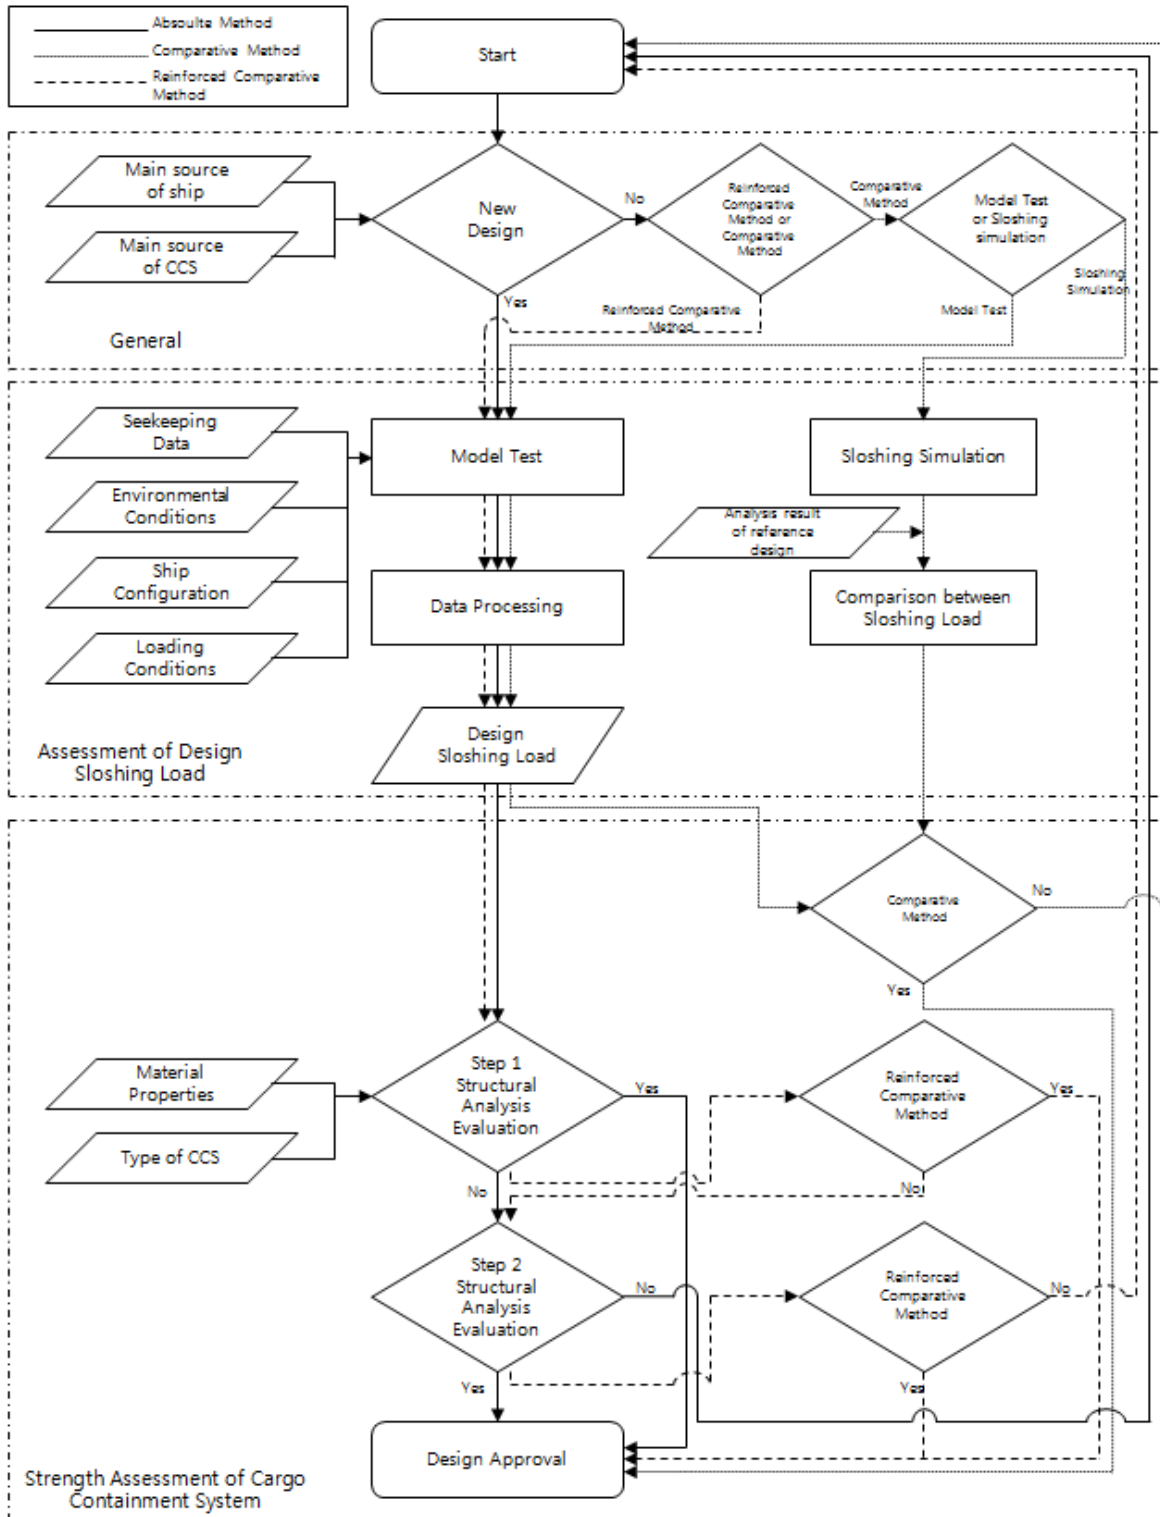 Absoulte Method
Comparative Method
Reinforced Comparative
Method
Start
Main source
of ship
Main source
of CCS
New
Design
No
Yes
Reinforced
Comparative
Method or
Comparative
Method
Comparative
Method
Model Test
or Sloshing
simulation
Sloshing
Simulation
Reinforced Comparative
Method
Model Test
General
Seekeeping
Data
Environmental
Conditions
Ship
Configuration
Loading
Conditions
Model Test
Sloshing Simulation
Analysis result
of reference
design
Data Processing
Comparison between
Sloshing Load
Design
Sloshing Load
Assessment of Design
Sloshing Load
Comparative
Method
No
Yes
Material
Properties
Type of CCS
Step 1
Structural
Analysis
Evaluation
Yes
No
Reinforced
Comparative
Method
Yes
No
Step 2
Structural
Analysis
Evaluation
No
Yes
Reinforced
Comparative
Method
No
Yes
Design Approval
Strength Assessment of Cargo
Containment System